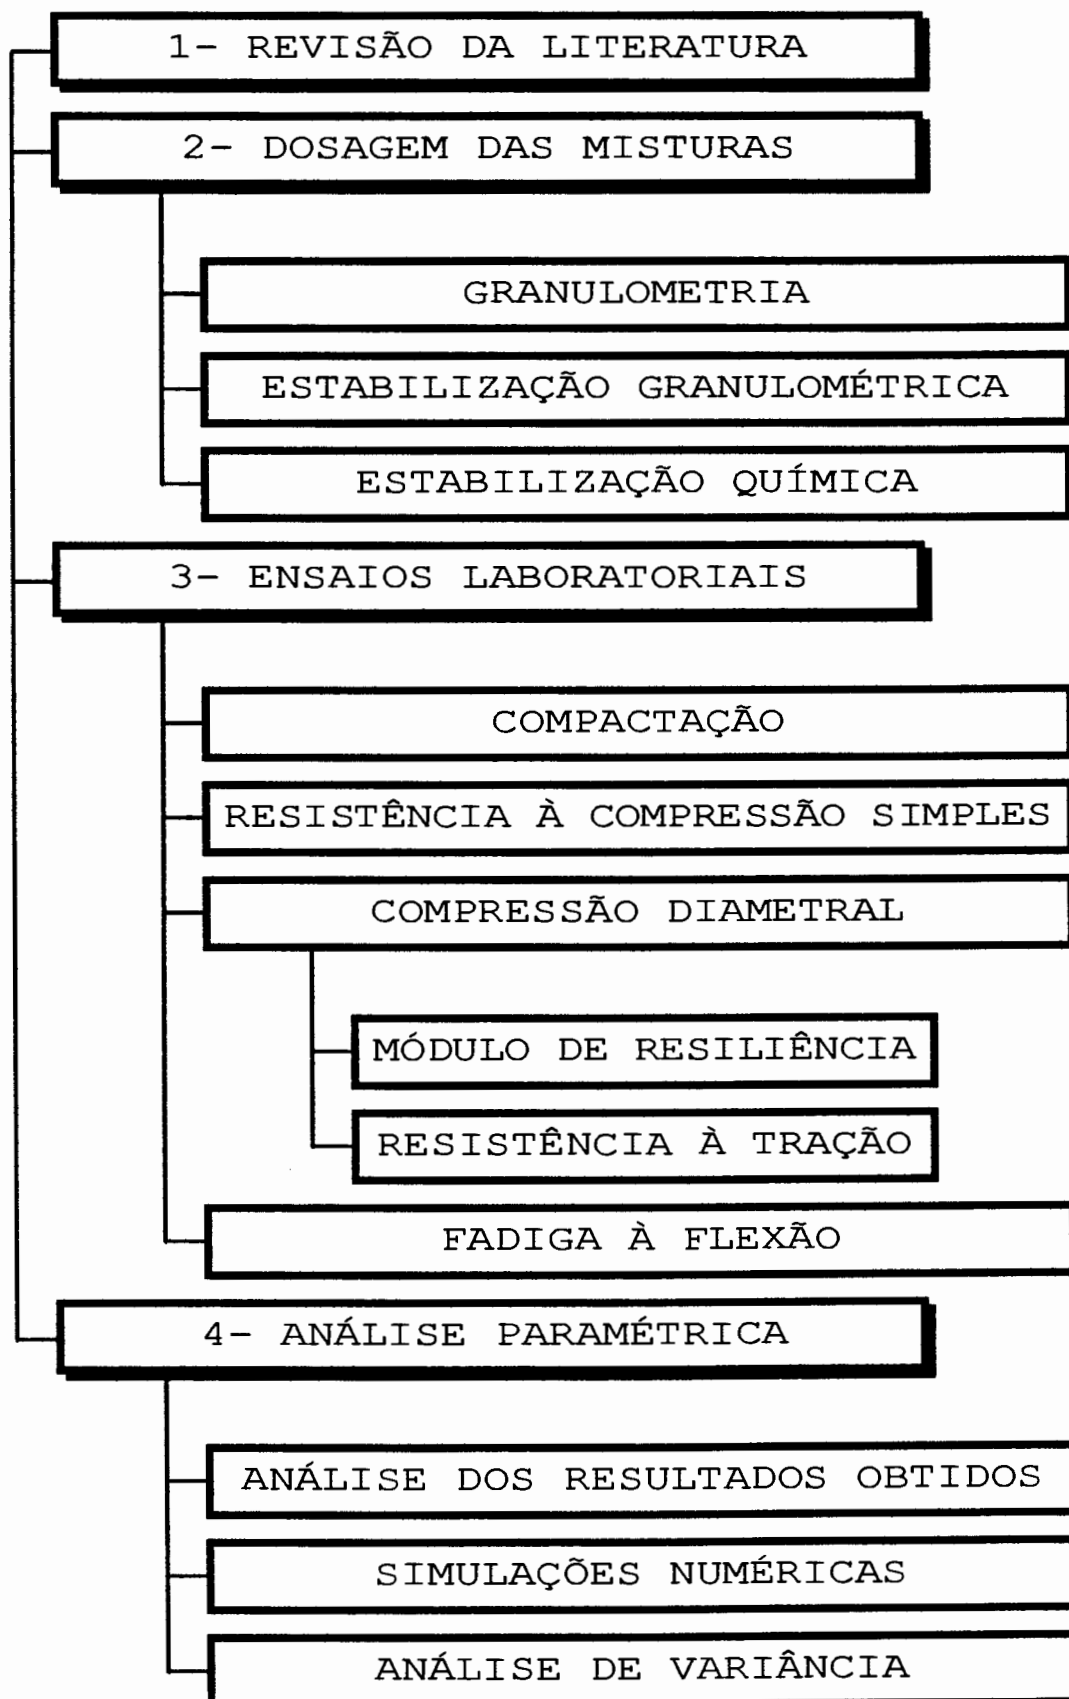 1- REVISÃO DA LITERATURA
2- DOSAGEM DAS MISTURAS
GRANULOMETRIA
ESTABILIZAÇÃO GRANULOMÉTRICA
ESTABILIZAÇÃO QUÍMICA
3- ENSAIOS LABORATORIAIS
COMPACTAÇÃO
RESISTÊNCIA À COMPRESSÃO SIMPLES
COMPRESSÃO DIAMETRAL
MÓDULO DE RESILIÊNCIA
RESISTÊNCIA À TRAÇÃO
FADIGA À FLEXÃO
4- ANÁLISE PARAMÉTRICA
ANÁLISE DOS RESULTADOS OBTIDOS
SIMULAÇÕES NUMÉRICAS
ANÁLISE DE VARIÂNCIA